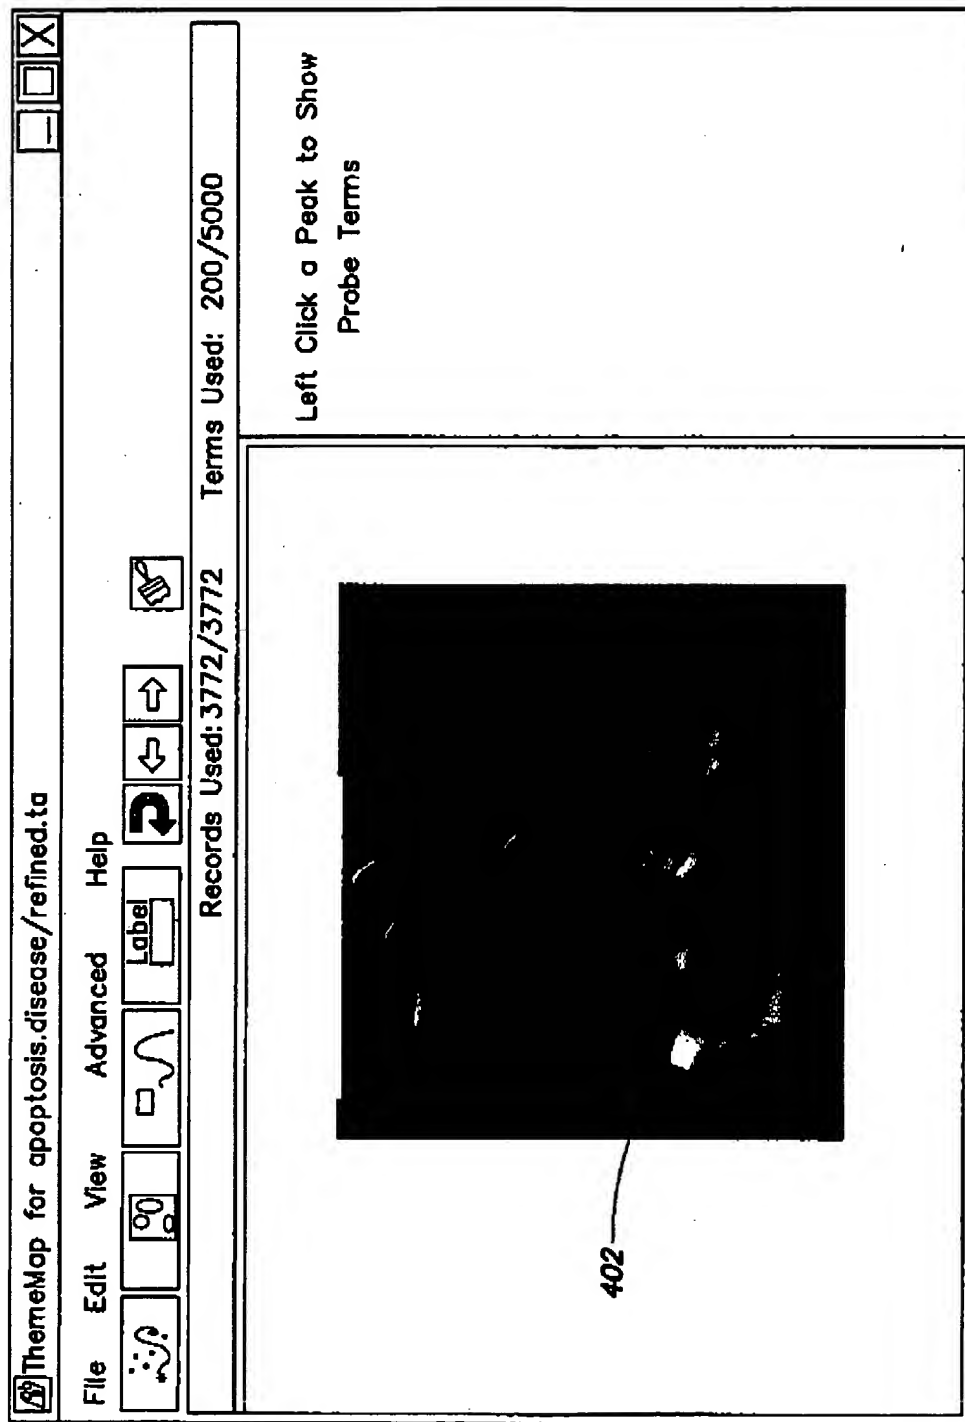 ThemeMap for apoptosis.disease/refined.ta
File Edit View Advanced Help
Label
Records Used:3772/3772 Terms Used: 200/5000
Left Click a Peak to Show
Probe Terms
402